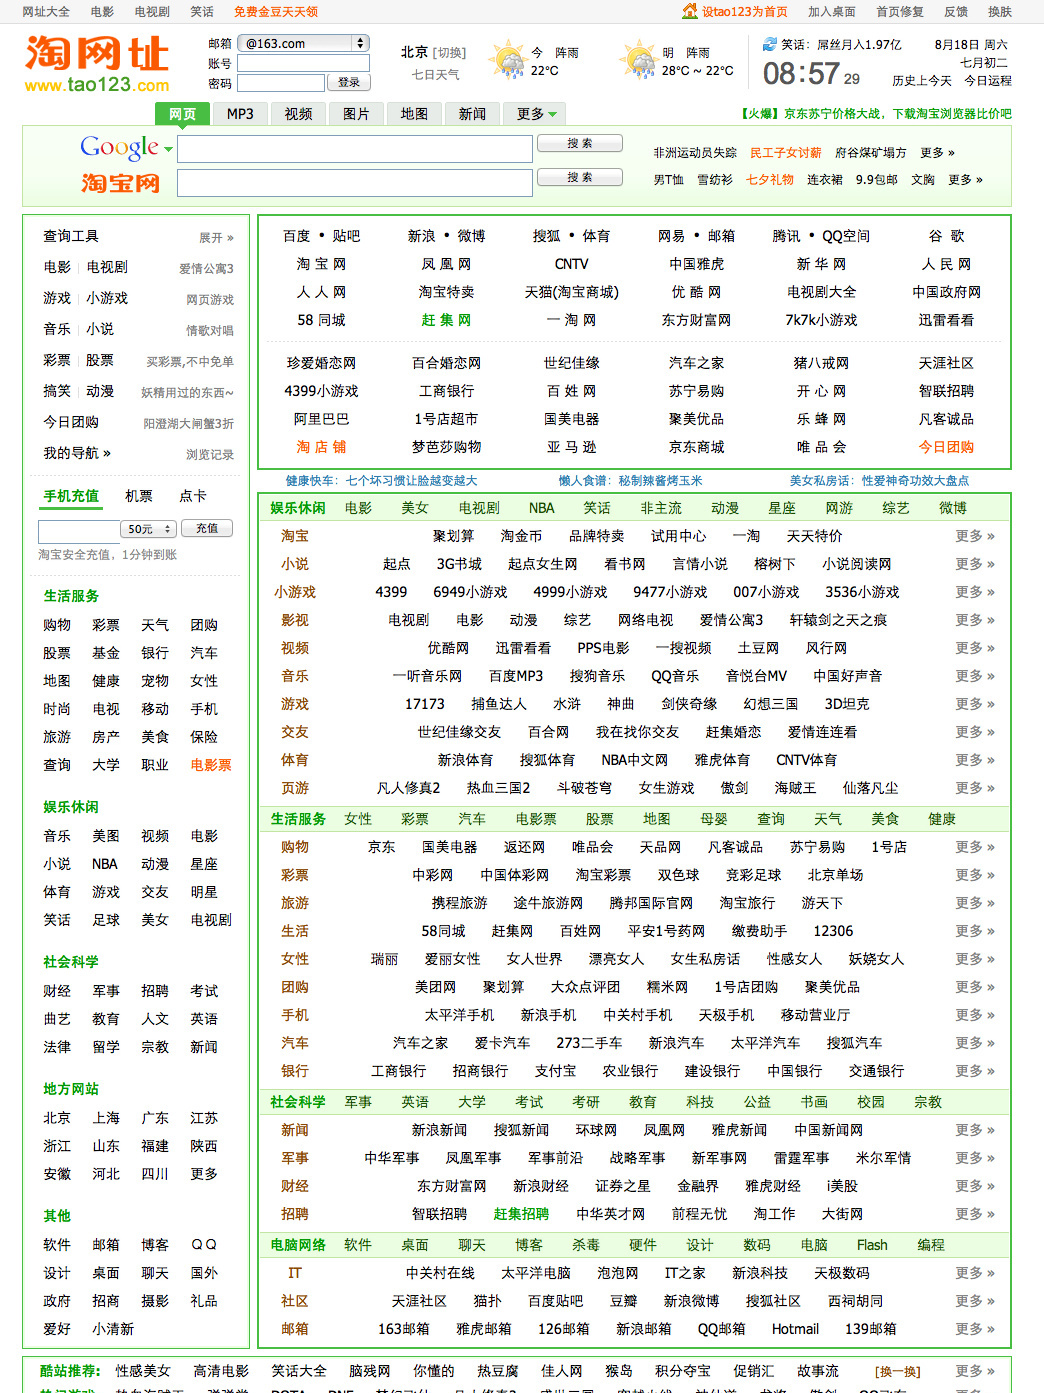 网址大全 电影 电视剧 笑话 免费金豆天天领 设tao123为首页 加入桌面 首页修复 反馈 换肤
淘网址
www.tao123.com
邮箱 @163.com
账号
密码 登录
北京 [切换]
七日天气
今 阵雨
22°C
明 阵雨
28°C ~ 22°C
笑话：屌丝月入1.97亿
08:57 29
8月18日 周六
七月初二
历史上今天 今日运程
网页 MP3 视频 图片 地图 新闻 更多
【火爆】京东苏宁价格大战，下载淘宝浏览器比价吧
Google 搜 索
非洲运动员失踪 民工子女讨薪 府谷煤矿塌方 更多 »
淘宝网 搜 索
男T恤 雪纺衫 七夕礼物 连衣裙 9.9包邮 文胸 更多 »
查询工具 展开 »
电影 电视剧 爱情公寓3
游戏 小游戏 网页游戏
音乐 小说 情歌对唱
彩票 股票 买彩票,不中免单
搞笑 动漫 妖精用过的东西~
今日团购 阳澄湖大闸蟹3折
我的导航 » 浏览记录
手机充值 机票 点卡
50元 充值
淘宝安全充值，1分钟到账
生活服务
购物 彩票 天气 团购
股票 基金 银行 汽车
地图 健康 宠物 女性
时尚 电视 移动 手机
旅游 房产 美食 保险
查询 大学 职业 电影票
娱乐休闲
音乐 美图 视频 电影
小说 NBA 动漫 星座
体育 游戏 交友 明星
笑话 足球 美女 电视剧
社会科学
财经 军事 招聘 考试
曲艺 教育 人文 英语
法律 留学 宗教 新闻
地方网站
北京 上海 广东 江苏
浙江 山东 福建 陕西
安徽 河北 四川 更多
其他
软件 邮箱 博客 Q Q
设计 桌面 聊天 国外
政府 招商 摄影 礼品
爱好 小清新
百度 • 贴吧 新浪 • 微博 搜狐 • 体育 网易 • 邮箱 腾讯 • QQ空间 谷 歌
淘 宝 网 凤 凰 网 CNTV 中国雅虎 新 华 网 人 民 网
人 人 网 淘宝特卖 天猫(淘宝商城) 优 酷 网 电视剧大全 中国政府网
58 同城 赶 集 网 一 淘 网 东方财富网 7k7k小游戏 迅雷看看
珍爱婚恋网 百合婚恋网 世纪佳缘 汽车之家 猪八戒网 天涯社区
4399小游戏 工商银行 百 姓 网 苏宁易购 开 心 网 智联招聘
阿里巴巴 1号店超市 国美电器 聚美优品 乐 蜂 网 凡客诚品
淘 店 铺 梦芭莎购物 亚 马 逊 京东商城 唯 品 会 今日团购
健康快车：七个坏习惯让脸越变越大 懒人食谱：秘制辣酱烤玉米 美女私房话：性爱神奇功效大盘点
娱乐休闲 电影 美女 电视剧 NBA 笑话 非主流 动漫 星座 网游 综艺 微博
淘宝 聚划算 淘金币 品牌特卖 试用中心 一淘 天天特价 更多 »
小说 起点 3G书城 起点女生网 看书网 言情小说 榕树下 小说阅读网 更多 »
小游戏 4399 6949小游戏 4999小游戏 9477小游戏 007小游戏 3536小游戏 更多 »
影视 电视剧 电影 动漫 综艺 网络电视 爱情公寓3 轩辕剑之天之痕 更多 »
视频 优酷网 迅雷看看 PPS电影 一搜视频 土豆网 风行网 更多 »
音乐 一听音乐网 百度MP3 搜狗音乐 QQ音乐 音悦台MV 中国好声音 更多 »
游戏 17173 捕鱼达人 水浒 神曲 剑侠奇缘 幻想三国 3D坦克 更多 »
交友 世纪佳缘交友 百合网 我在找你交友 赶集婚恋 爱情连连看 更多 »
体育 新浪体育 搜狐体育 NBA中文网 雅虎体育 CNTV体育 更多 »
页游 凡人修真2 热血三国2 斗破苍穹 女生游戏 傲剑 海贼王 仙落凡尘 更多 »
生活服务 女性 彩票 汽车 电影票 股票 地图 母婴 查询 天气 美食 健康
购物 京东 国美电器 返还网 唯品会 天品网 凡客诚品 苏宁易购 1号店 更多 »
彩票 中彩网 中国体彩网 淘宝彩票 双色球 竞彩足球 北京单场 更多 »
旅游 携程旅游 途牛旅游网 腾邦国际官网 淘宝旅行 游天下 更多 »
生活 58同城 赶集网 百姓网 平安1号药网 缴费助手 12306 更多 »
女性 瑞丽 爱丽女性 女人世界 漂亮女人 女生私房话 性感女人 妖娆女人 更多 »
团购 美团网 聚划算 大众点评团 糯米网 1号店团购 聚美优品 更多 »
手机 太平洋手机 新浪手机 中关村手机 天极手机 移动营业厅 更多 »
汽车 汽车之家 爱卡汽车 273二手车 新浪汽车 太平洋汽车 搜狐汽车 更多 »
银行 工商银行 招商银行 支付宝 农业银行 建设银行 中国银行 交通银行 更多 »
社会科学 军事 英语 大学 考试 考研 教育 科技 公益 书画 校园 宗教
新闻 新浪新闻 搜狐新闻 环球网 凤凰网 雅虎新闻 中国新闻网 更多 »
军事 中华军事 凤凰军事 军事前沿 战略军事 新军事网 雷霆军事 米尔军情 更多 »
财经 东方财富网 新浪财经 证券之星 金融界 雅虎财经 i美股 更多 »
招聘 智联招聘 赶集招聘 中华英才网 前程无忧 淘工作 大街网 更多 »
电脑网络 软件 桌面 聊天 博客 杀毒 硬件 设计 数码 电脑 Flash 编程
IT 中关村在线 太平洋电脑 泡泡网 IT之家 新浪科技 天极数码 更多 »
社区 天涯社区 猫扑 百度贴吧 豆瓣 新浪微博 搜狐社区 西祠胡同 更多 »
邮箱 163邮箱 雅虎邮箱 126邮箱 新浪邮箱 QQ邮箱 Hotmail 139邮箱 更多 »
酷站推荐: 性感美女 高清电影 笑话大全 脑残网 你懂的 热豆腐 佳人网 猴岛 积分夺宝 促销汇 故事流 [换一换] 更多 »